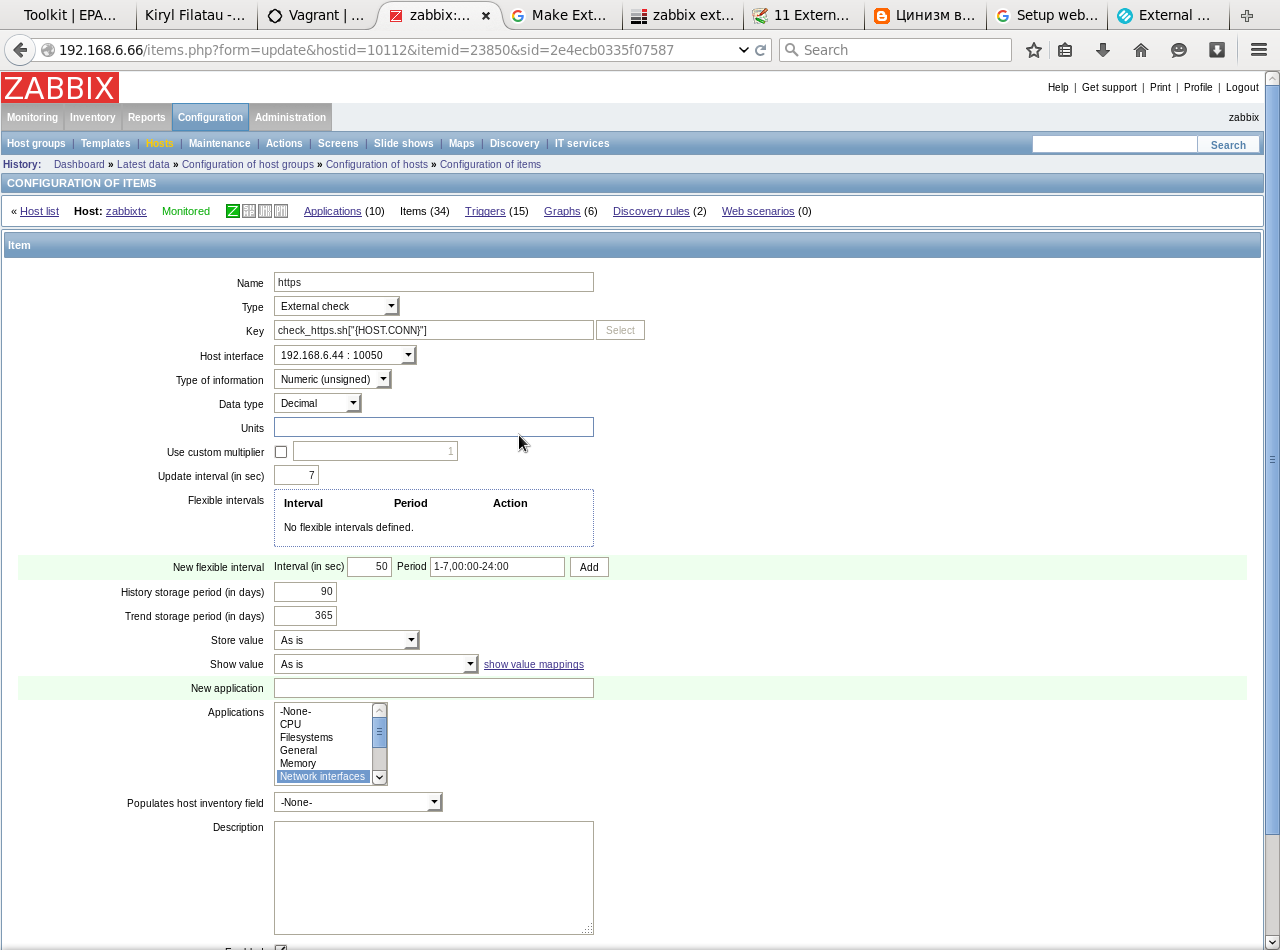 Toolkit | EPA... Kiryl Filatau -... Vagrant | ... zabbix:... Make Ext... zabbix ext... 11 Extern... Цинизм в... Setup web... External ...
192.168.6.66/items.php?form=update&hostid=10112&itemid=23850&sid=2e4ecb0335f07587 Search
ZABBIX
Help | Get support | Print | Profile | Logout
Monitoring Inventory Reports Configuration Administration zabbix
Host groups | Templates | Hosts | Maintenance | Actions | Screens | Slide shows | Maps | Discovery | IT services Search
History: Dashboard » Latest data » Configuration of host groups » Configuration of hosts » Configuration of items
CONFIGURATION OF ITEMS
« Host list Host: zabbixtc Monitored Z Applications (10) Items (34) Triggers (15) Graphs (6) Discovery rules (2) Web scenarios (0)
Item
Name https
Type External check
Key check_https.sh["{HOST.CONN}"] Select
Host interface 192.168.6.44 : 10050
Type of information Numeric (unsigned)
Data type Decimal
Units
Use custom multiplier 1
Update interval (in sec) 7
Flexible intervals Interval Period Action
No flexible intervals defined.
New flexible interval Interval (in sec) 50 Period 1-7,00:00-24:00 Add
History storage period (in days) 90
Trend storage period (in days) 365
Store value As is
Show value As is show value mappings
New application
Applications -None-
CPU
Filesystems
General
Memory
Network interfaces
Populates host inventory field -None-
Description